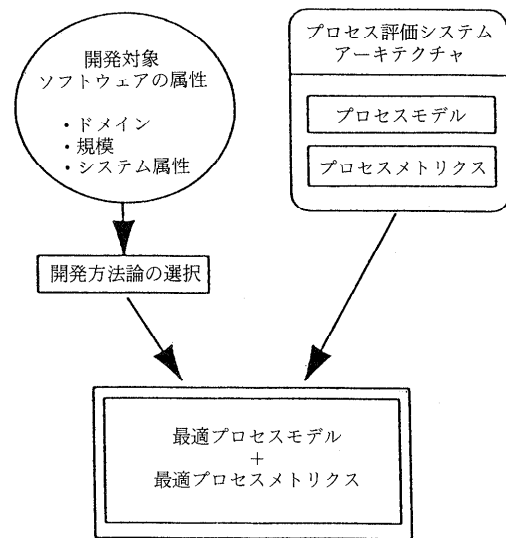 開発対象
ソフトウェアの属性
・ドメイン
・規模
・システム属性
プロセス評価システム
アーキテクチャ
プロセスモデル
プロセスメトリクス
開発方法論の選択
最適プロセスモデル
+
最適プロセスメトリクス